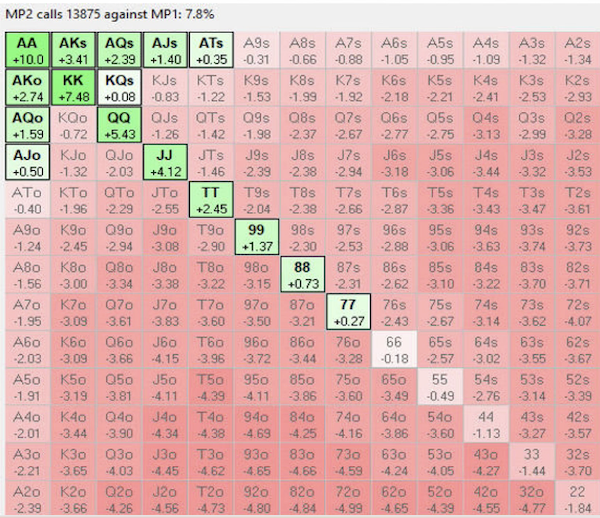 MP2 calls 13875 against MP1: 7.8%
AA AKs AQs AJs ATs A9s A8s A7s A6s A5s A4s A3s A2s
+10.0 +3.41 +2.39 +1.40 +0.35 -0.31 -0.66 -0.88 -1.05 -0.95 -1.09 -1.32 -1.34
AKo KK KQs KJs KTs K9s K8s K7s K6s K5s K4s K3s K2s
+2.74 +7.48 +0.08 -0.83 -1.22 -1.53 -1.99 -1.92 -2.18 -2.21 -2.41 -2.53 -2.93
AQo KQo QQ QJs QTs Q9s Q8s Q7s Q6s Q5s Q4s Q3s Q2s
+1.59 -0.72 +5.43 -1.26 -1.42 -1.98 -2.37 -2.67 -2.77 -2.75 -3.13 -2.99 -3.28
AJo KJo QJo JJ JTs J9s J8s J7s J6s J5s J4s J3s J2s
+0.50 -1.32 -2.03 +4.12 -1.46 -2.39 -2.38 -2.94 -3.18 -3.06 -3.44 -3.32 -3.53
ATo KTo QTo JTo TT T9s T8s T7s T6s T5s T4s T3s T2s
-0.40 -1.96 -2.29 -2.55 +2.45 -2.04 -2.38 -2.66 -2.87 -3.36 -3.43 -3.47 -3.61
A9o K9o Q9o J9o T9o 99 98s 97s 96s 95s 94s 93s 92s
-1.24 -2.45 -2.94 -3.08 -2.90 +1.37 -2.30 -2.53 -2.88 -3.06 -3.63 -3.74 -3.73
A8o K8o Q8o J8o T8o 98o 88 87s 86s 85s 84s 83s 82s
-1.56 -3.00 -3.34 -3.38 -3.22 -3.15 +0.73 -2.31 -2.62 -3.10 -3.22 -3.70 -3.71
A7o K7o Q7o J7o T7o 97o 87o 77 76s 75s 74s 73s 72s
-1.95 -3.09 -3.61 -3.83 -3.60 -3.50 -3.21 +0.27 -2.43 -2.67 -3.14 -3.62 -4.07
A6o K6o Q6o J6o T6o 96o 86o 76o 66 65s 64s 63s 62s
-2.03 -3.09 -3.66 -4.15 -3.96 -3.72 -3.44 -3.28 -0.18 -2.57 -3.02 -3.55 -3.67
A5o K5o Q5o J5o T5o 95o 85o 75o 65o 55 54s 53s 52s
-1.91 -3.19 -3.81 -4.11 -4.39 -4.11 -3.86 -3.60 -3.49 -0.49 -2.76 -3.14 -3.39
A4o K4o Q4o J4o T4o 94o 84o 74o 64o 54o 44 43s 42s
-2.01 -3.44 -3.90 -4.34 -4.38 -4.69 -4.25 -4.16 -3.86 -3.60 -1.13 -3.27 -3.57
A3o K3o Q3o J3o T3o 93o 83o 73o 63o 53o 43o 33 32s
-2.21 -3.65 -4.03 -4.45 -4.62 -4.65 -4.66 -4.59 -4.24 -4.05 -4.27 -1.44 -3.70
A2o K2o Q2o J2o T2o 92o 82o 72o 62o 52o 42o 32o 22
-2.39 -3.66 -4.26 -4.56 -4.73 -4.80 -4.84 -4.99 -4.65 -4.39 -4.55 -4.77 -1.84